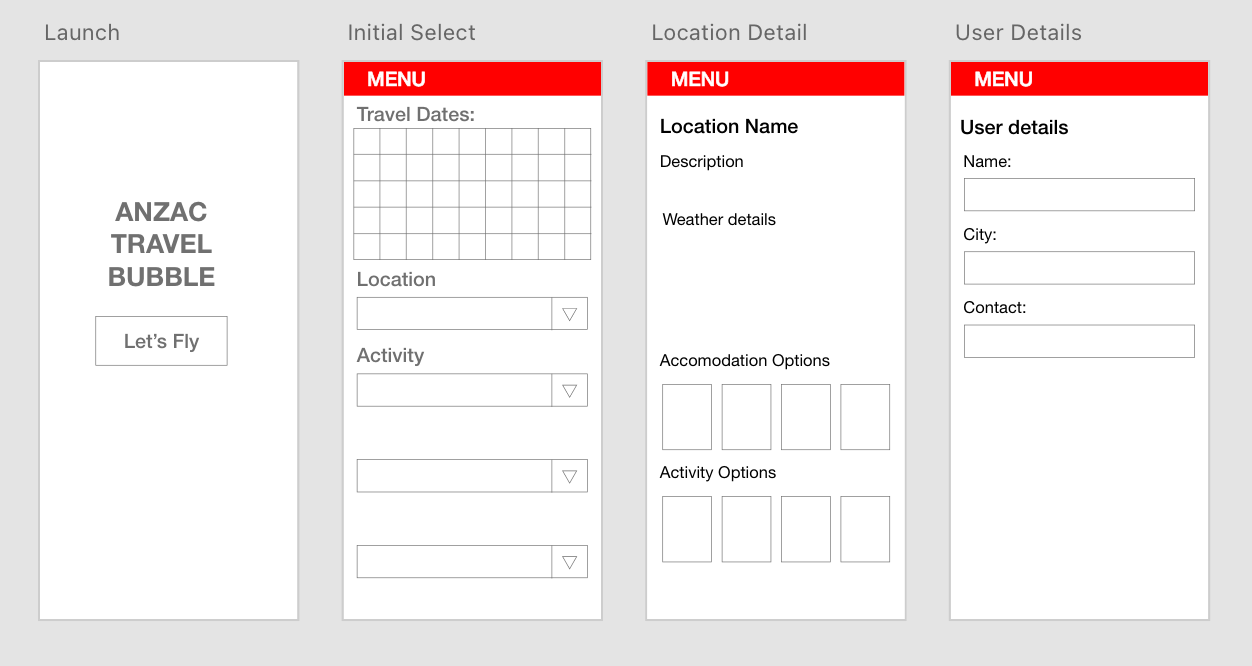 Launch
ANZAC
TRAVEL
BUBBLE
Let’s Fly
Initial Select
MENU
Travel Dates:
Location
Activity
Location Detail
MENU
Location Name
Description
Weather details
Accomodation Options
Activity Options
User Details
MENU
User details
Name:
City:
Contact: